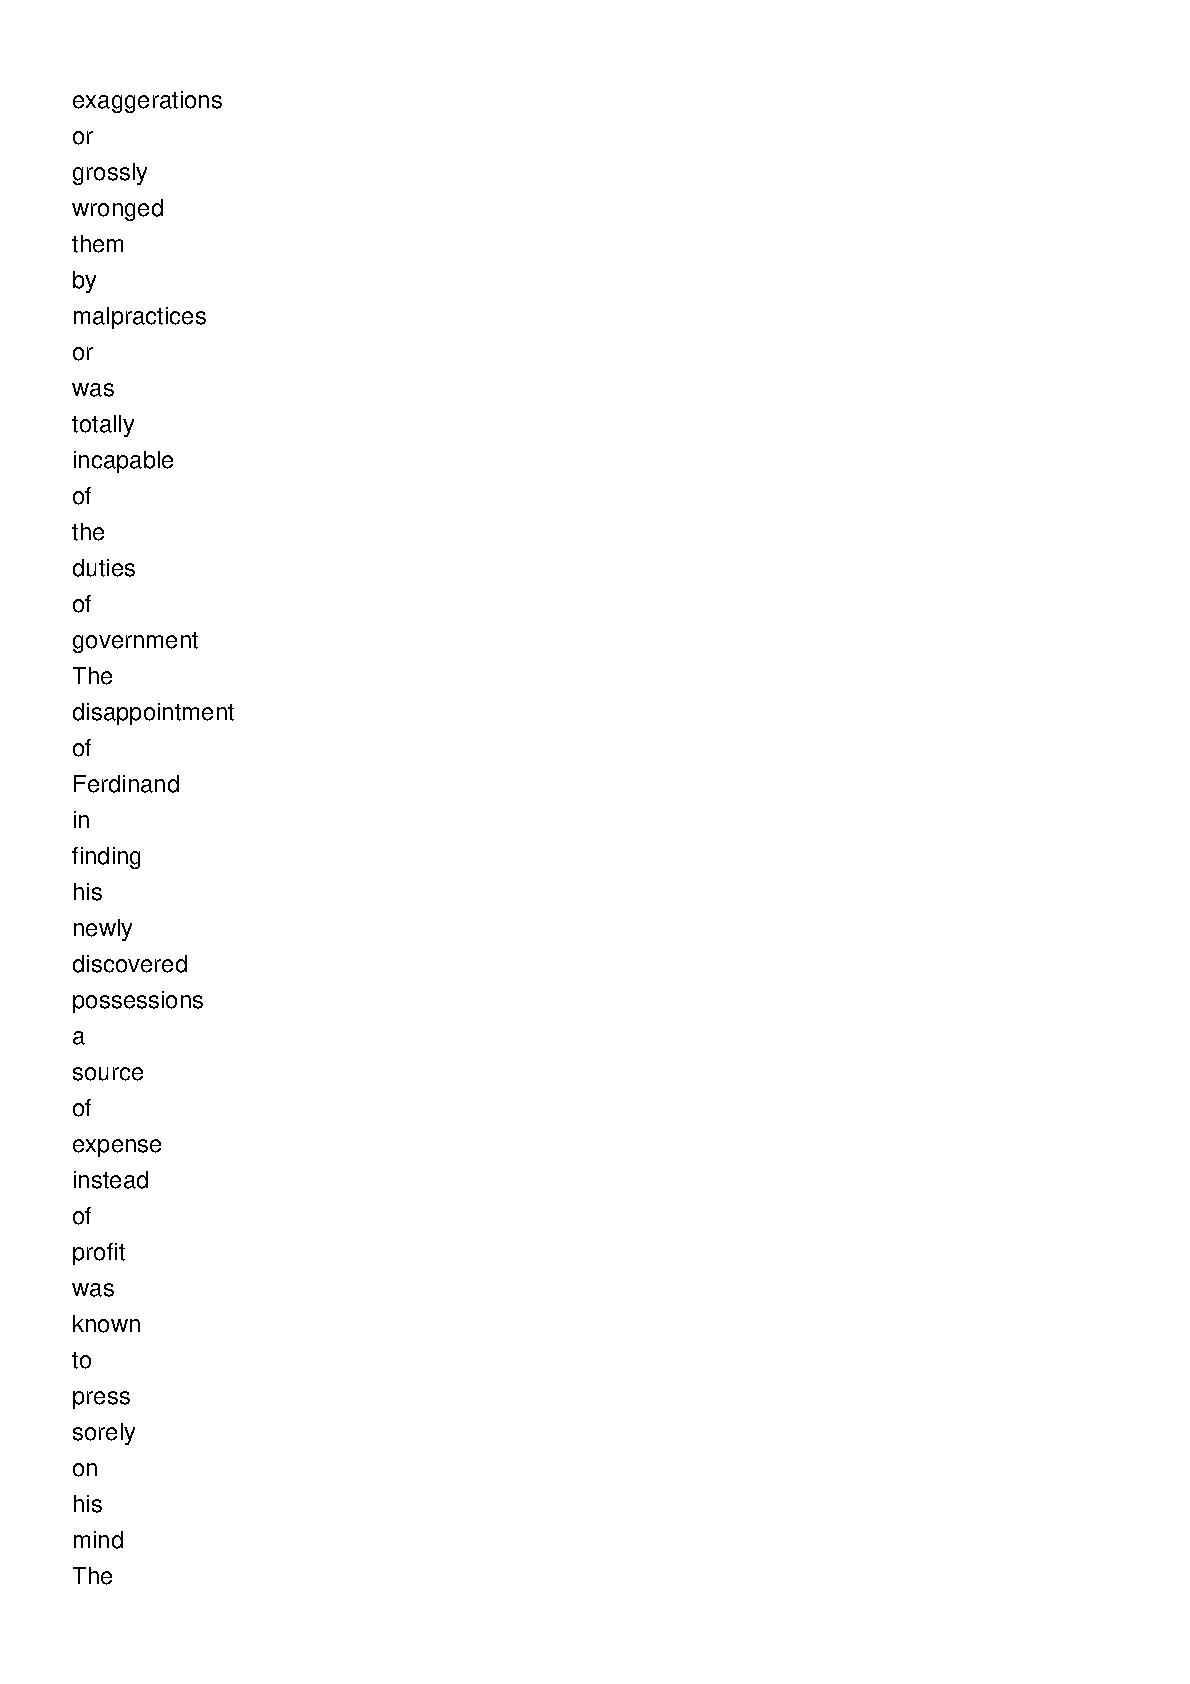 exaggerations
or
grossly
wronged
them
by
malpractices
or
was
totally
incapable
of
the
duties
of
government
The
disappointment
of
Ferdinand
in
finding
his
newly
discovered
possessions
a
source
of
expense
instead
of
profit
was
known
to
press
sorely
on
his
mind
The